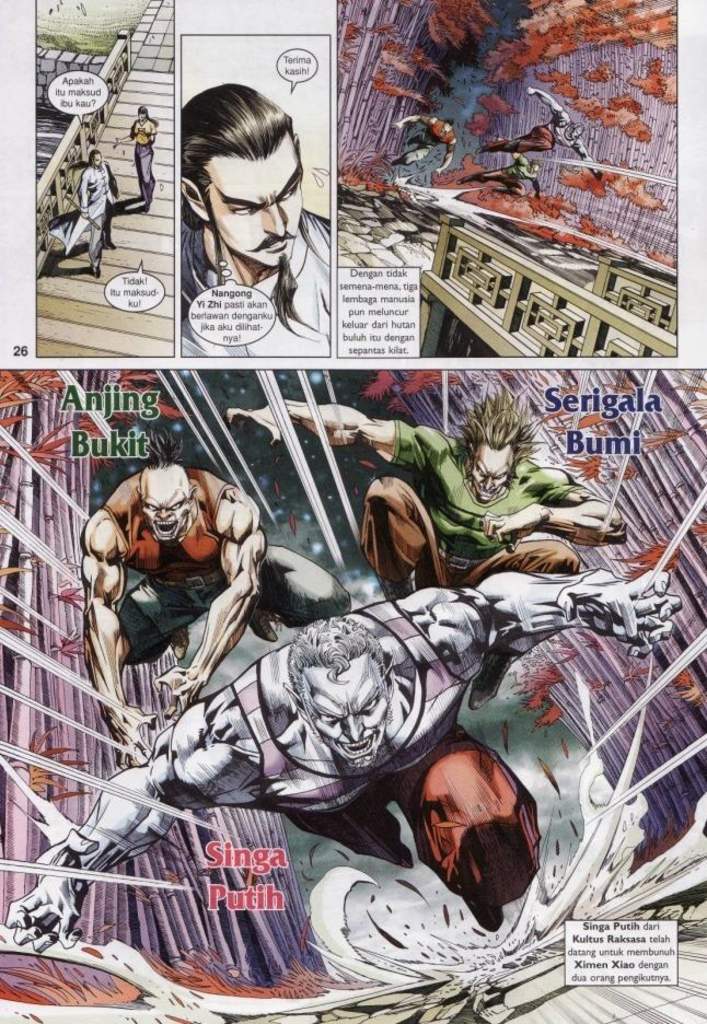 Apakah
itu maksud
ibu kau?
Tidak!
Itu maksud-
ku!
Terima
kasih!
Nangong
Yi Zhi pasti akan
berlawan denganku
jika aku dilihat-
nya!
Dengan tidak
semena-mena, tiga
lembaga manusia
pun meluncur
keluar dari hutan
buluh itu dengan
sepantas kilat.
26
Anjing
Bukit
Serigala
Bumi
Singa
Putih
Singa Putih dari
Kultus Raksasa telah
datang untuk membunuh
Ximen Xiao dengan
dua orang pengikutnya.